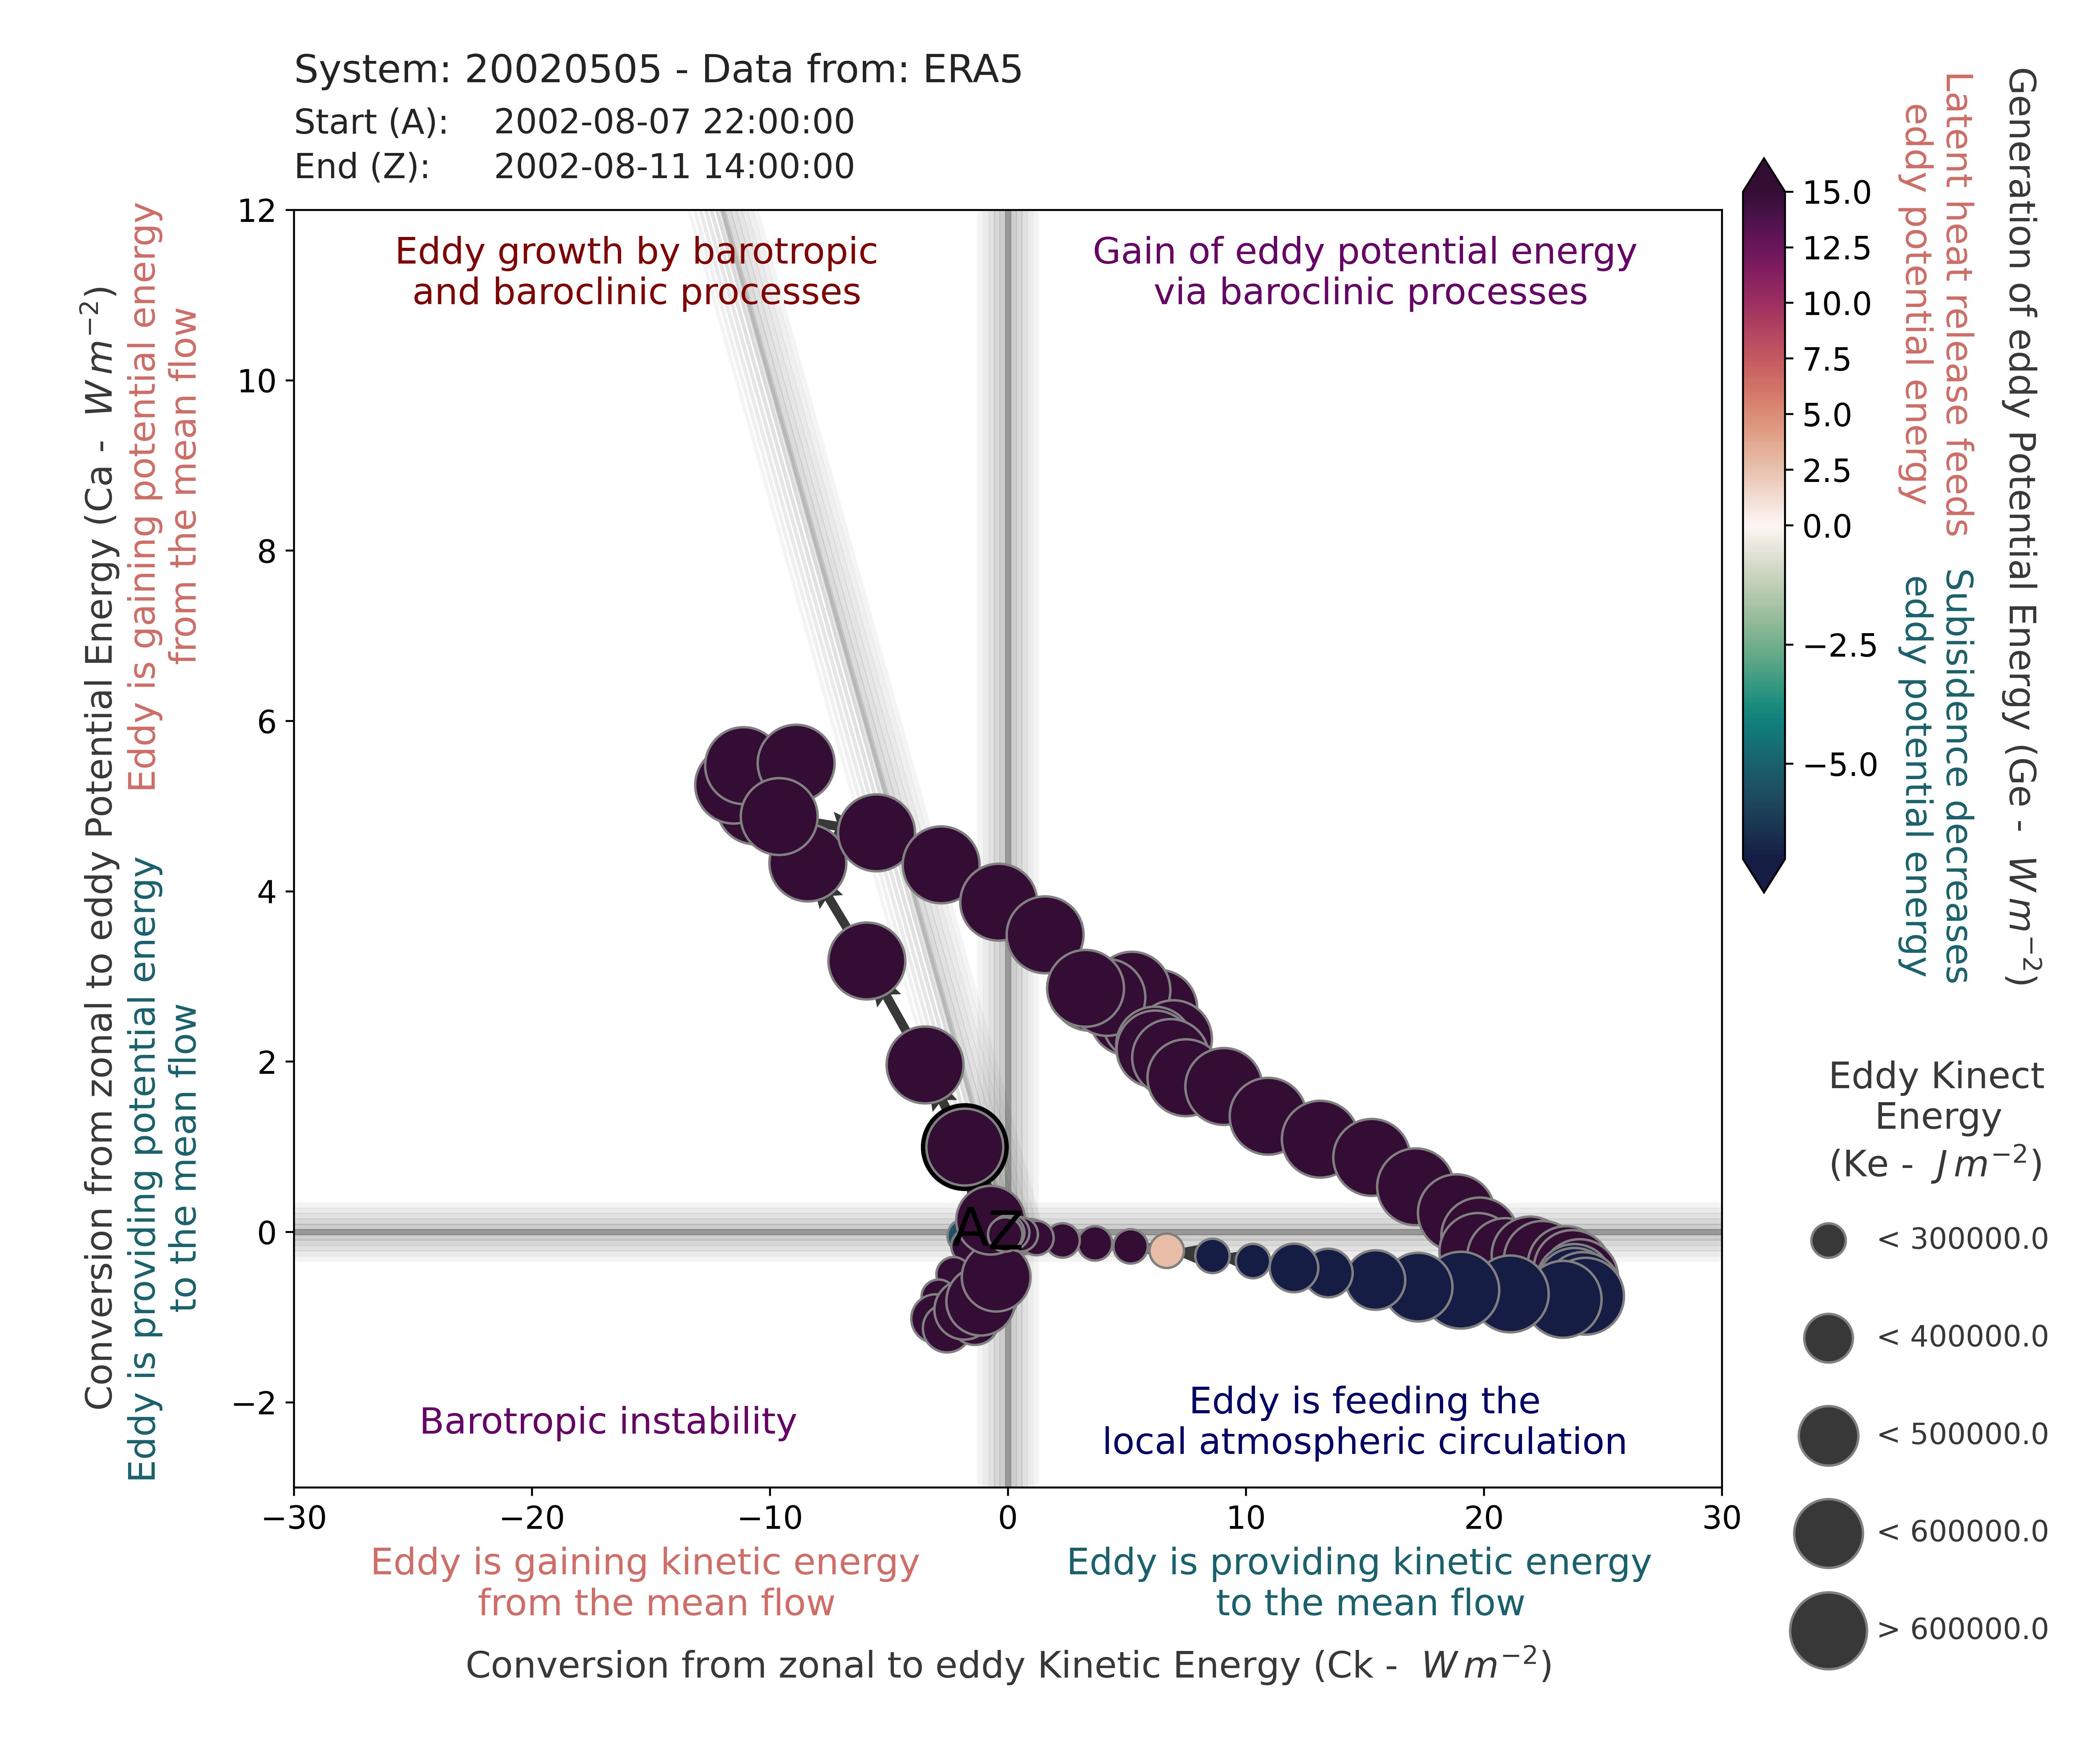 System: 20020505 - Data from: ERA5
Start (A): 2002-08-07 22:00:00
End (Z): 2002-08-11 14:00:00
Conversion from zonal to eddy Potential Energy (Ca - W m⁻²)
Eddy is gaining potential energy
from the mean flow
Eddy is providing potential energy
to the mean flow
12
10
8
6
4
2
0
−2
Eddy growth by barotropic
and baroclinic processes
Gain of eddy potential energy
via baroclinic processes
A
Z
Barotropic instability
Eddy is feeding the
local atmospheric circulation
−30
−20
−10
0
10
20
30
Eddy is gaining kinetic energy
from the mean flow
Eddy is providing kinetic energy
to the mean flow
Conversion from zonal to eddy Kinetic Energy (Ck - W m⁻²)
15.0
12.5
10.0
7.5
5.0
2.5
0.0
−2.5
−5.0
Latent heat release feeds
eddy potential energy
Subisidence decreases
eddy potential energy
Generation of eddy Potential Energy (Ge - W m⁻²)
Eddy Kinect
Energy
(Ke - J m⁻²)
< 300000.0
< 400000.0
< 500000.0
< 600000.0
> 600000.0